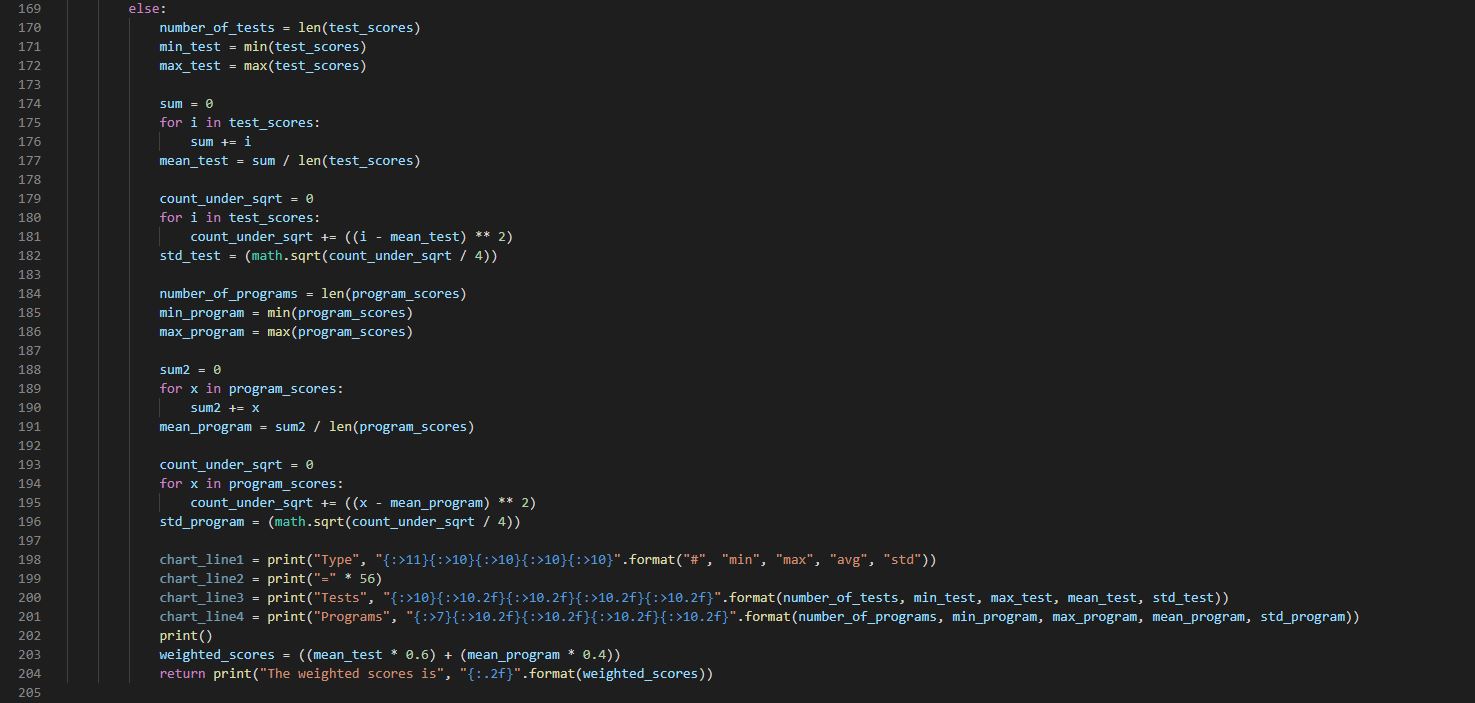 169 else:
170 number_of_tests = len(test_scores)
171 min_test = min(test_scores)
172 max_test = max(test_scores)
173
174 sum = 0
175 for i in test_scores:
176 sum += i
177 mean_test = sum / len(test_scores)
178
179 count_under_sqrt = 0
180 for i in test_scores:
181 count_under_sqrt += ((i - mean_test) ** 2)
182 std_test = (math.sqrt(count_under_sqrt / 4))
183
184 number_of_programs = len(program_scores)
185 min_program = min(program_scores)
186 max_program = max(program_scores)
187
188 sum2 = 0
189 for x in program_scores:
190 sum2 += x
191 mean_program = sum2 / len(program_scores)
192
193 count_under_sqrt = 0
194 for x in program_scores:
195 count_under_sqrt += ((x - mean_program) ** 2)
196 std_program = (math.sqrt(count_under_sqrt / 4))
197
198 chart_line1 = print("Type", "{:>11}{:>10}{:>10}{:>10}{:>10}".format("#", "min", "max", "avg", "std"))
199 chart_line2 = print("=" * 56)
200 chart_line3 = print("Tests", "{:>10}{:>10.2f}{:>10.2f}{:>10.2f}{:>10.2f}".format(number_of_tests, min_test, max_test, mean_test, std_test))
201 chart_line4 = print("Programs", "{:>7}{:>10.2f}{:>10.2f}{:>10.2f}{:>10.2f}".format(number_of_programs, min_program, max_program, mean_program, std_program))
202 print()
203 weighted_scores = ((mean_test * 0.6) + (mean_program * 0.4))
204 return print("The weighted scores is", "{:.2f}".format(weighted_scores))
205